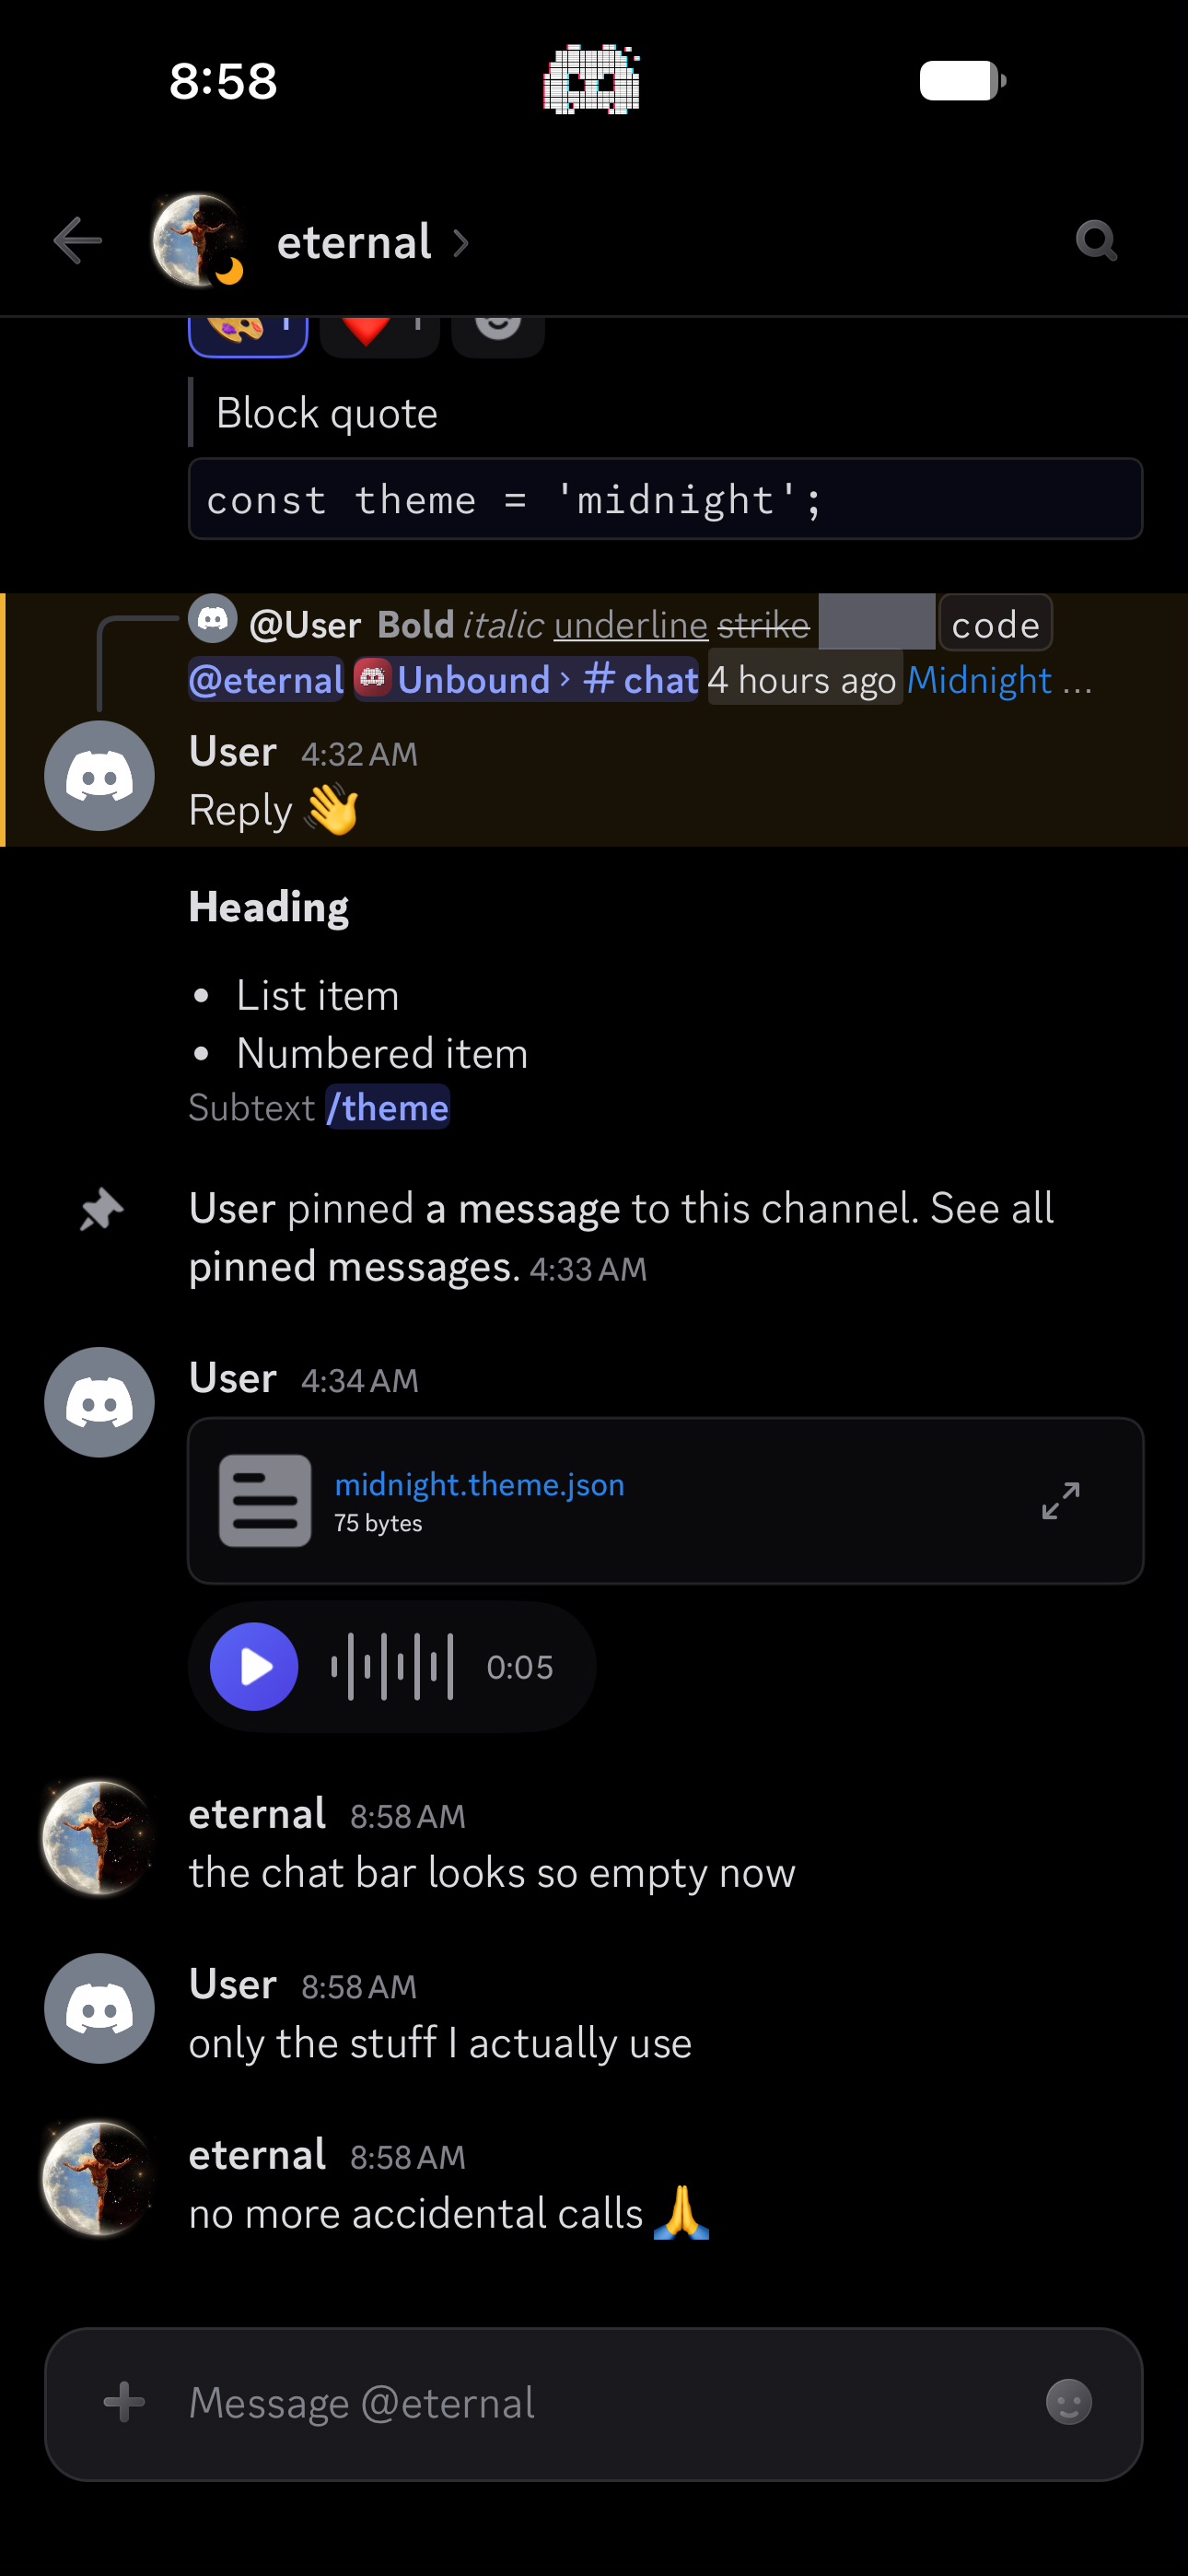 8:58
eternal
1 1
Block quote
const theme = 'midnight';
@User Bold italic underline strike code
@eternal Unbound › # chat 4 hours ago Midnight ...
User 4:32 AM
Reply 👋
Heading
• List item
• Numbered item
Subtext /theme
User pinned a message to this channel. See all
pinned messages. 4:33 AM
User 4:34 AM
midnight.theme.json
75 bytes
0:05
eternal 8:58 AM
the chat bar looks so empty now
User 8:58 AM
only the stuff I actually use
eternal 8:58 AM
no more accidental calls 🙏
Message @eternal